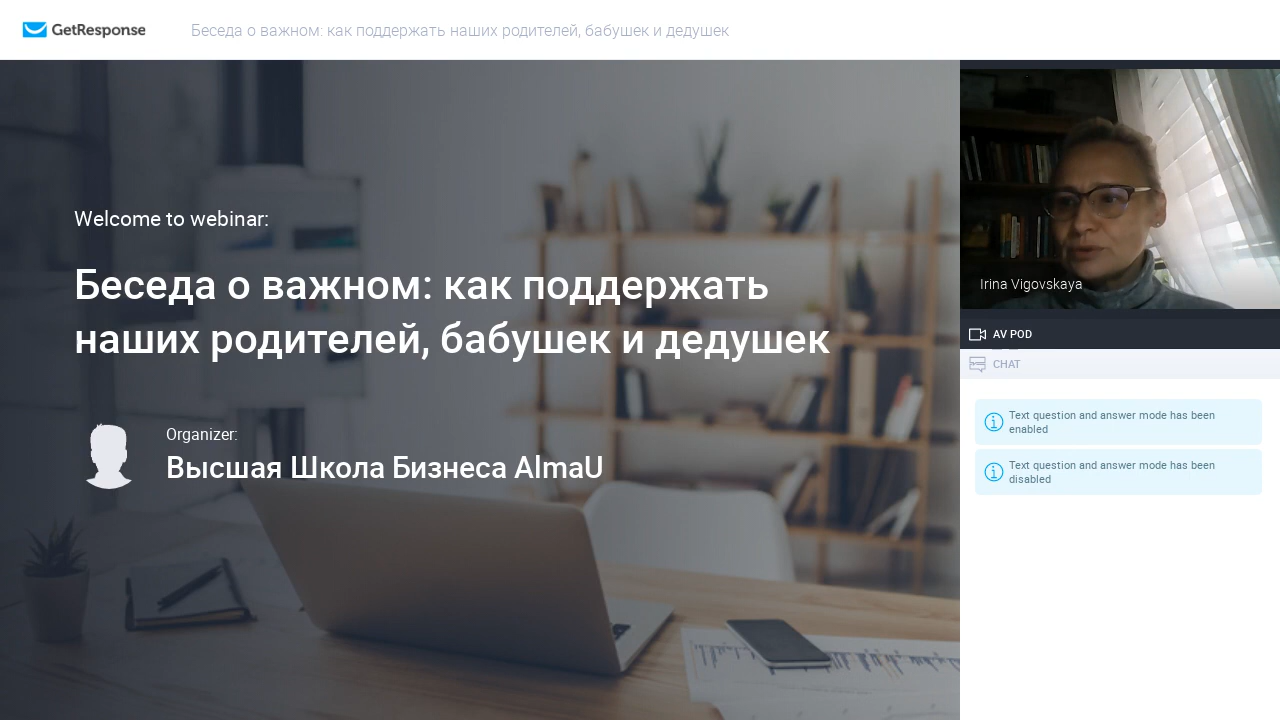 GetResponse
Беседа о важном: как поддержать наших родителей, бабушек и дедушек
Welcome to webinar:
Беседа о важном: как поддержать
наших родителей, бабушек и дедушек
Organizer:
Высшая Школа Бизнеса AlmaU
Irina Vigovskaya
AV POD
CHAT
Text question and answer mode has been
enabled
Text question and answer mode has been
disabled